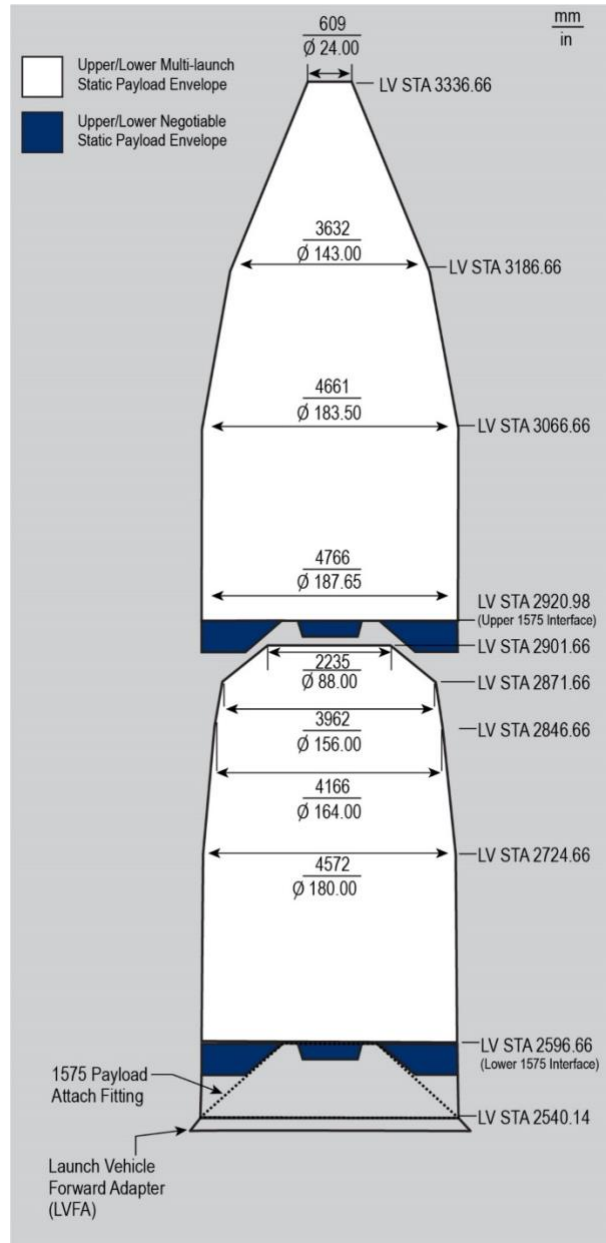 mm
in
609
Ø 24.00
Upper/Lower Multi-launch
Static Payload Envelope
LV STA 3336.66
Upper/Lower Negotiable
Static Payload Envelope
3632
Ø 143.00
LV STA 3186.66
4661
Ø 183.50
LV STA 3066.66
4766
Ø 187.65
LV STA 2920.98
(Upper 1575 Interface)
LV STA 2901.66
2235
Ø 88.00
LV STA 2871.66
3962
Ø 156.00
LV STA 2846.66
4166
Ø 164.00
LV STA 2724.66
4572
Ø 180.00
LV STA 2596.66
(Lower 1575 Interface)
1575 Payload
Attach Fitting
LV STA 2540.14
Launch Vehicle
Forward Adapter
(LVFA)